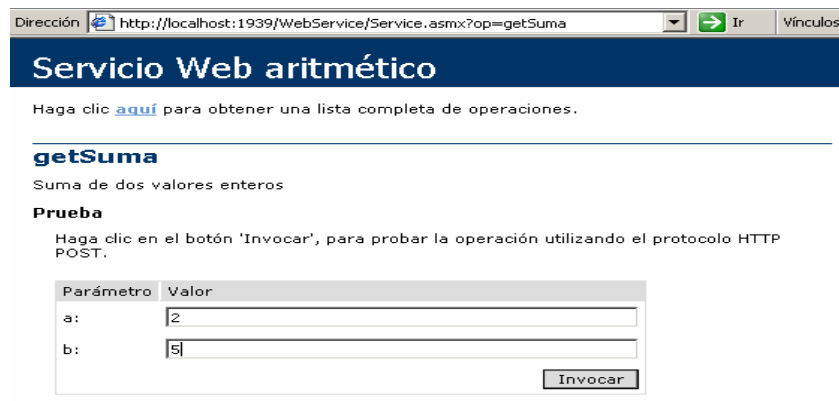 Dirección http://localhost:1939/WebService/Service.asmx?op=getSuma Ir Vínculos
Servicio Web aritmético
Haga clic aquí para obtener una lista completa de operaciones.
getSuma
Suma de dos valores enteros
Prueba
Haga clic en el botón 'Invocar', para probar la operación utilizando el protocolo HTTP
POST.
Parámetro Valor
a: 2
b: 5
Invocar